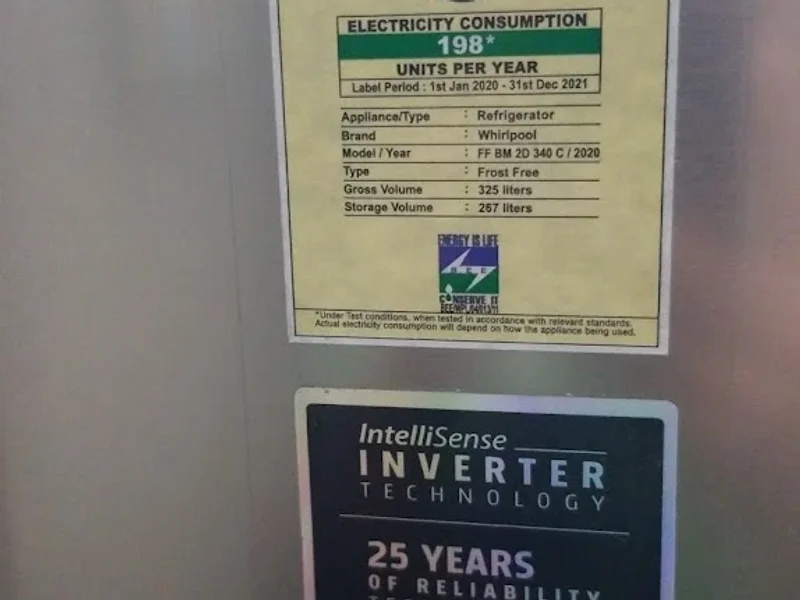 ELECTRICITY CONSUMPTION
198*
UNITS PER YEAR
Label Period : 1st Jan 2020 - 31st Dec 2021
Appliance/Type : Refrigerator
Brand : Whirlpool
Model / Year : FF BM 2D 340 C / 2020
Type : Frost Free
Gross Volume : 325 liters
Storage Volume : 267 liters
ENERGY IS LIFE
BEE
CONSERVE IT
*Under Test conditions, when tested in accordance with relevant standards.
Actual electricity consumption will depend on how the appliance being used.
IntelliSense
INVERTER
TECHNOLOGY
25 YEARS
OF RELIABILITY